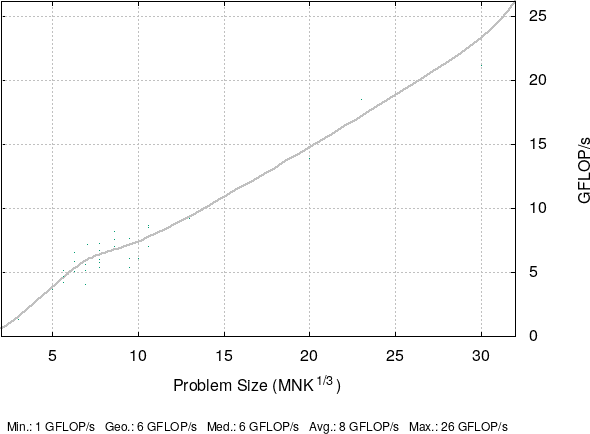 25
20
15
10
5
0
GFLOP/s
5 10 15 20 25 30
Problem Size (MNK^1/3)
Min.: 1 GFLOP/s Geo.: 6 GFLOP/s Med.: 6 GFLOP/s Avg.: 8 GFLOP/s Max.: 26 GFLOP/s